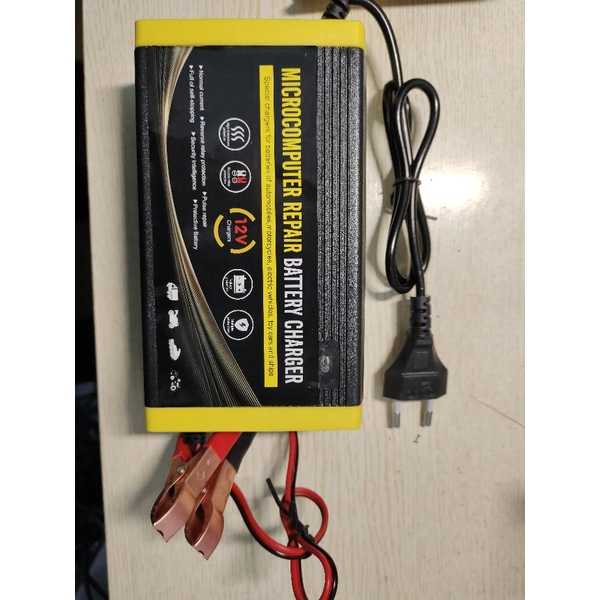 MICROCOMPUTER REPAIR BATTERY CHARGER
Special chargers for batteries of automobiles, motorcycles, electric vehicles, toy cars and ships
12V
Chargers
▶Normal current ▶Reverse relay protection ▶Pulse repair
▶Full of self-stopping ▶Security Intelligence ▶Protective Battery